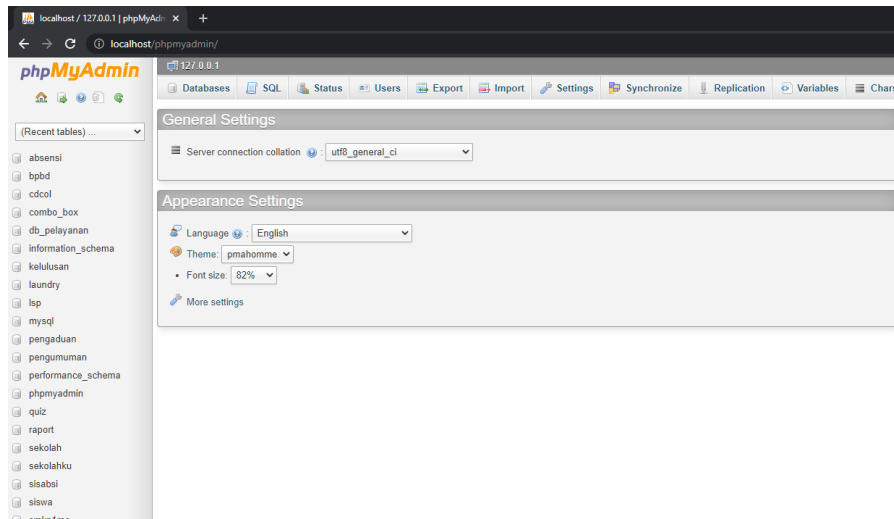 localhost / 127.0.0.1 | phpMyAdm
localhost/phpmyadmin/
phpMyAdmin
127.0.0.1
Databases SQL Status Users Export Import Settings Synchronize Replication Variables Chars
(Recent tables) ...
absensi
bpbd
cdcol
combo_box
db_pelayanan
information_schema
kelulusan
laundry
lsp
mysql
pengaduan
pengumuman
performance_schema
phpmyadmin
quiz
raport
sekolah
sekolahku
sisabsi
siswa
General Settings
Server connection collation : utf8_general_ci
Appearance Settings
Language : English
Theme: pmahomme
Font size: 82%
More settings